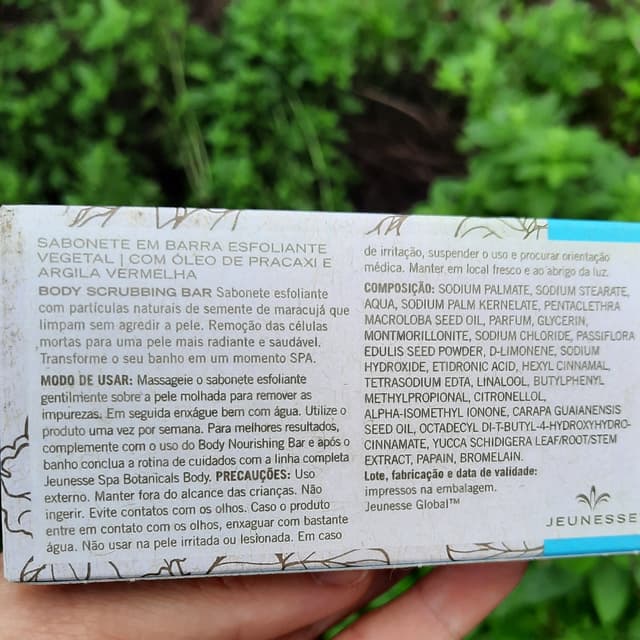 SABONETE EM BARRA ESFOLIANTE
VEGETAL | COM ÓLEO DE PRACAXI E
ARGILA VERMELHA
BODY SCRUBBING BAR Sabonete esfoliante
com partículas naturais de semente de maracujá que
limpam sem agredir a pele. Remoção das células
mortas para uma pele mais radiante e saudável.
Transforme o seu banho em um momento SPA.
MODO DE USAR: Massageie o sabonete esfoliante
gentilmente sobre a pele molhada para remover as
impurezas. Em seguida enxágue bem com água. Utilize o
produto uma vez por semana. Para melhores resultados,
complemente com o uso do Body Nourishing Bar e após o
banho conclua a rotina de cuidados com a linha completa
Jeunesse Spa Botanicals Body. PRECAUÇÕES: Uso
externo. Manter fora do alcance das crianças. Não
ingerir. Evite contatos com os olhos. Caso o produto
entre em contato com os olhos, enxaguar com bastante
água. Não usar na pele irritada ou lesionada. Em caso
de irritação, suspender o uso e procurar orientação
médica. Manter em local fresco e ao abrigo da luz.
COMPOSIÇÃO: SODIUM PALMATE, SODIUM STEARATE,
AQUA, SODIUM PALM KERNELATE, PENTACLETHRA
MACROLOBA SEED OIL, PARFUM, GLYCERIN,
MONTMORILLONITE, SODIUM CHLORIDE, PASSIFLORA
EDULIS SEED POWDER, D-LIMONENE, SODIUM
HYDROXIDE, ETIDRONIC ACID, HEXYL CINNAMAL,
TETRASODIUM EDTA, LINALOOL, BUTYLPHENYL
METHYLPROPIONAL, CITRONELLOL,
ALPHA-ISOMETHYL IONONE, CARAPA GUAIANENSIS
SEED OIL, OCTADECYL DI-T-BUTYL-4-HYDROXYHYDRO-
CINNAMATE, YUCCA SCHIDIGERA LEAF/ROOT/STEM
EXTRACT, PAPAIN, BROMELAIN.
Lote, fabricação e data de validade:
impressos na embalagem.
Jeunesse Global™
JEUNESSE